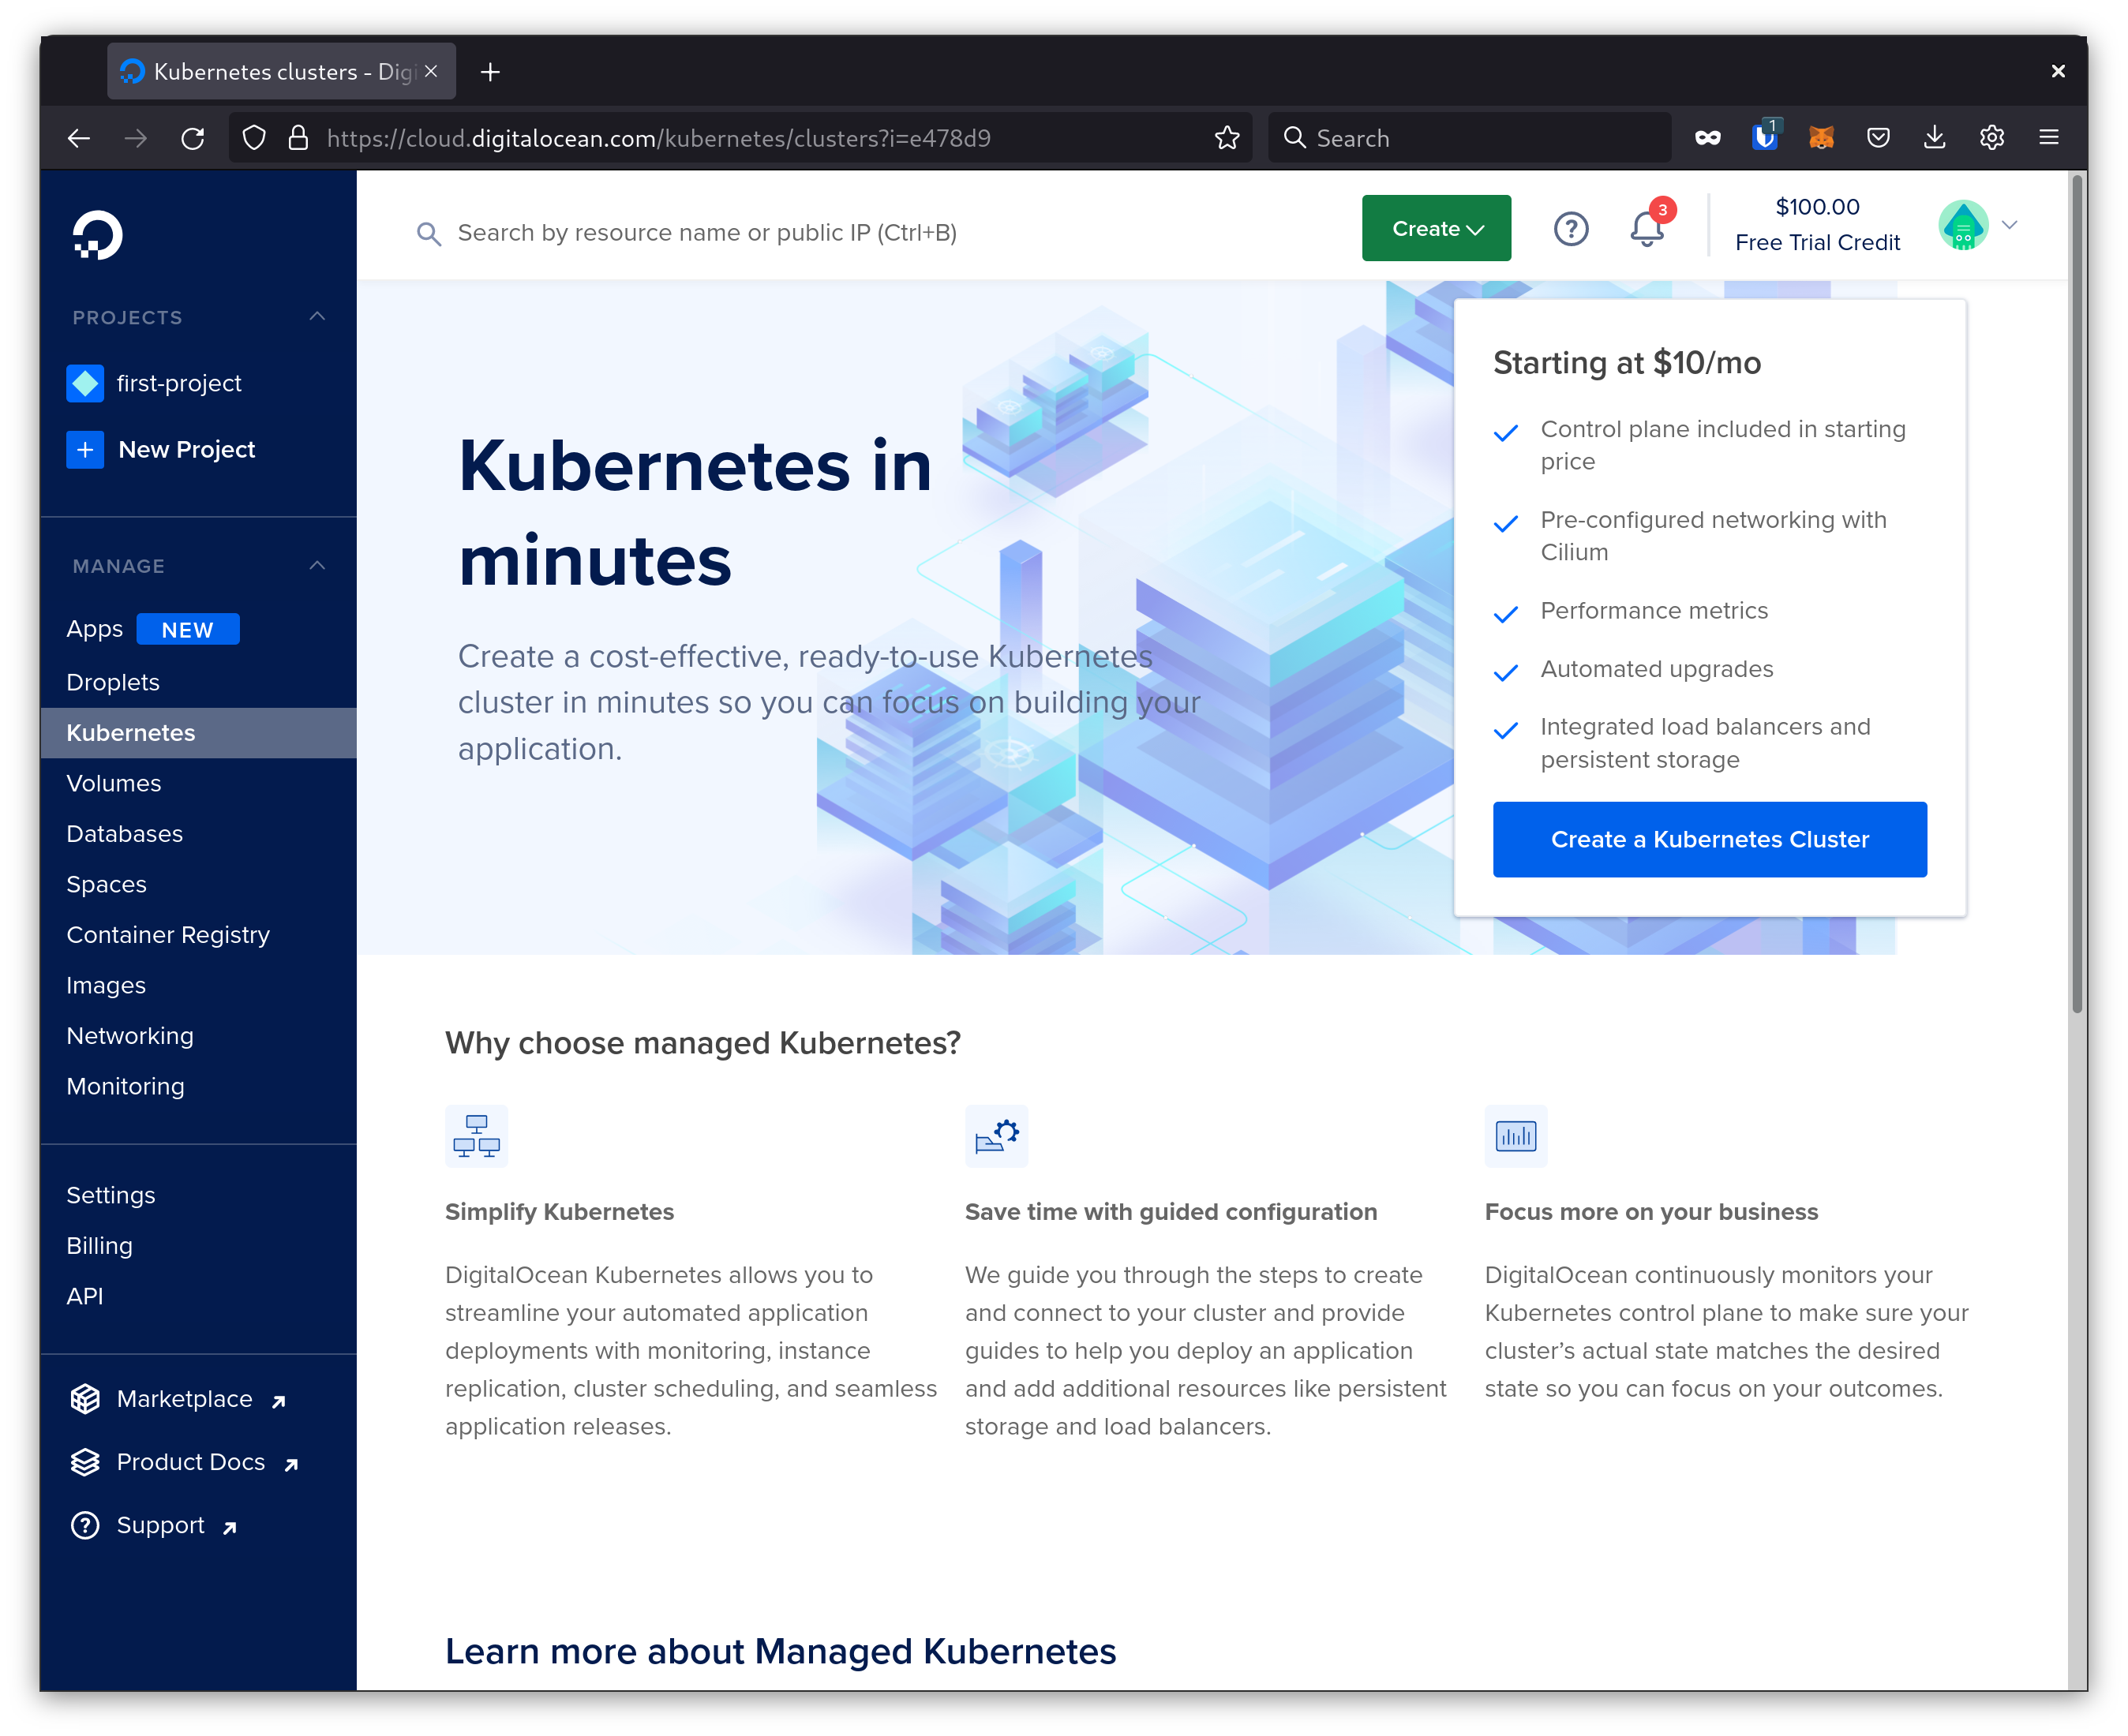 Kubernetes clusters - Digi
https://cloud.digitalocean.com/kubernetes/clusters?i=e478d9
Search
1
Search by resource name or public IP (Ctrl+B)
Create
3
$100.00
Free Trial Credit
PROJECTS
first-project
New Project
MANAGE
Apps NEW
Droplets
Kubernetes
Volumes
Databases
Spaces
Container Registry
Images
Networking
Monitoring
Settings
Billing
API
Marketplace
Product Docs
Support
Kubernetes in
minutes
Create a cost-effective, ready-to-use Kubernetes
cluster in minutes so you can focus on building your
application.
Starting at $10/mo
Control plane included in starting
price
Pre-configured networking with
Cilium
Performance metrics
Automated upgrades
Integrated load balancers and
persistent storage
Create a Kubernetes Cluster
Why choose managed Kubernetes?
Simplify Kubernetes
DigitalOcean Kubernetes allows you to
streamline your automated application
deployments with monitoring, instance
replication, cluster scheduling, and seamless
application releases.
Save time with guided configuration
We guide you through the steps to create
and connect to your cluster and provide
guides to help you deploy an application
and add additional resources like persistent
storage and load balancers.
Focus more on your business
DigitalOcean continuously monitors your
Kubernetes control plane to make sure your
cluster’s actual state matches the desired
state so you can focus on your outcomes.
Learn more about Managed Kubernetes